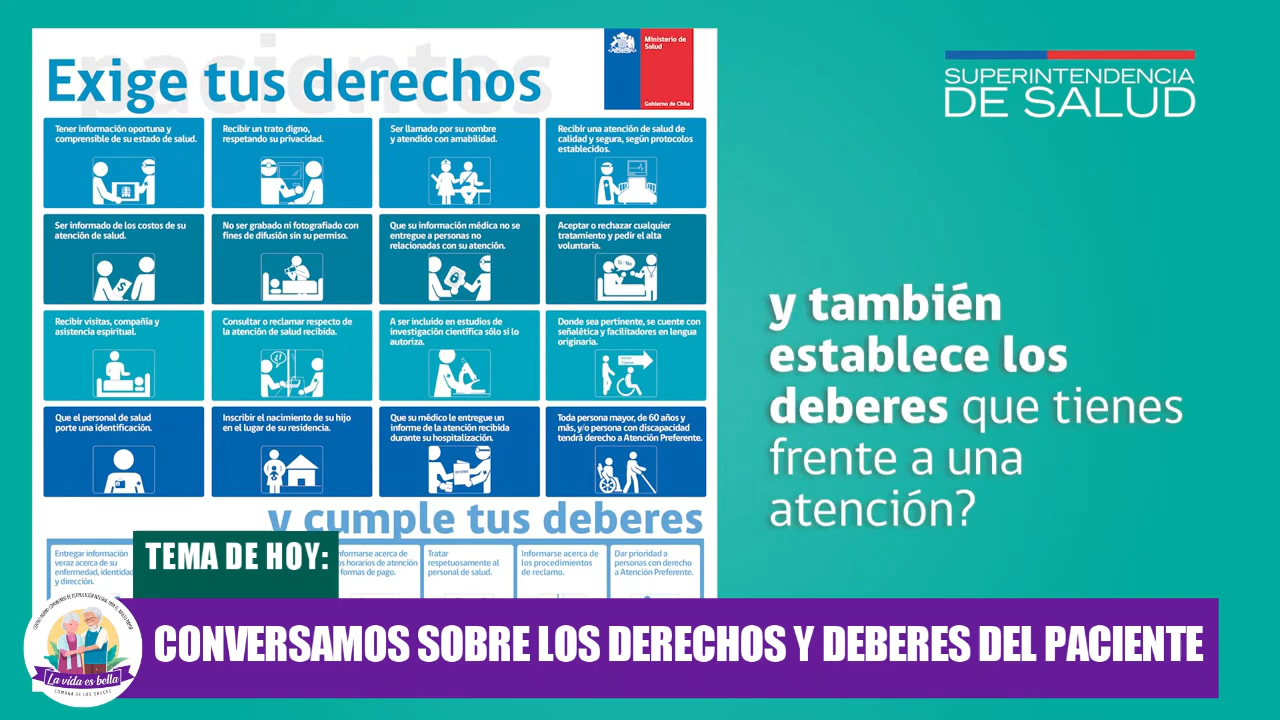 pacientes
Exige tus derechos
Ministerio de
Salud
Gobierno de Chile
Tener información oportuna y
comprensible de su estado de salud.
Recibir un trato digno,
respetando su privacidad.
Ser llamado por su nombre
y atendido con amabilidad.
Recibir una atención de salud de
calidad y segura, según protocolos
establecidos.
Ser informado de los costos de su
atención de salud.
No ser grabado ni fotografiado con
fines de difusión sin su permiso.
Que su información médica no se
entregue a personas no
relacionadas con su atención.
Aceptar o rechazar cualquier
tratamiento y pedir el alta
voluntaria.
Si / No
Recibir visitas, compañía y
asistencia espiritual.
Consultar o reclamar respecto de
la atención de salud recibida.
A ser incluido en estudios de
investigación científica sólo si lo
autoriza.
Donde sea pertinente, se cuente con
señalética y facilitadores en lengua
originaria.
Que el personal de salud
porte una identificación.
Inscribir el nacimiento de su hijo
en el lugar de su residencia.
Que su médico le entregue un
informe de la atención recibida
durante su hospitalización.
Toda persona mayor, de 60 años y
más, y/o persona con discapacidad
tendrá derecho a Atención Preferente.
y cumple tus deberes
Entregar información
veraz acerca de su
enfermedad, identidad
y dirección.
informarse acerca de
os horarios de atención
formas de pago.
Tratar
respetuosamente al
personal de salud.
Informarse acerca de
los procedimientos
de reclamo.
Dar prioridad a
personas con derecho
a Atención Preferente.
SUPERINTENDENCIA
DE SALUD
y también
establece los
deberes que tienes
frente a una
atención?
TEMA DE HOY:
CONVERSAMOS SOBRE LOS DERECHOS Y DEBERES DEL PACIENTE
La vida es bella
COMUNA DE LOS SAUCES